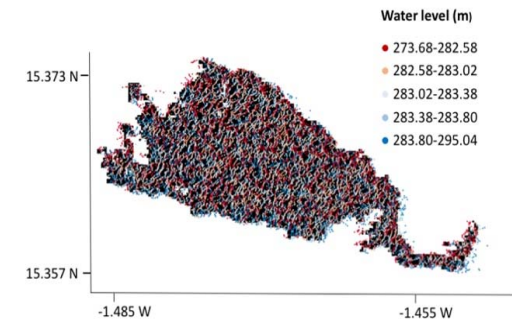 Water level (m)
273.68-282.58
282.58-283.02
283.02-283.38
283.38-283.80
283.80-295.04
15.373 N
15.357 N
-1.485 W
-1.455 W